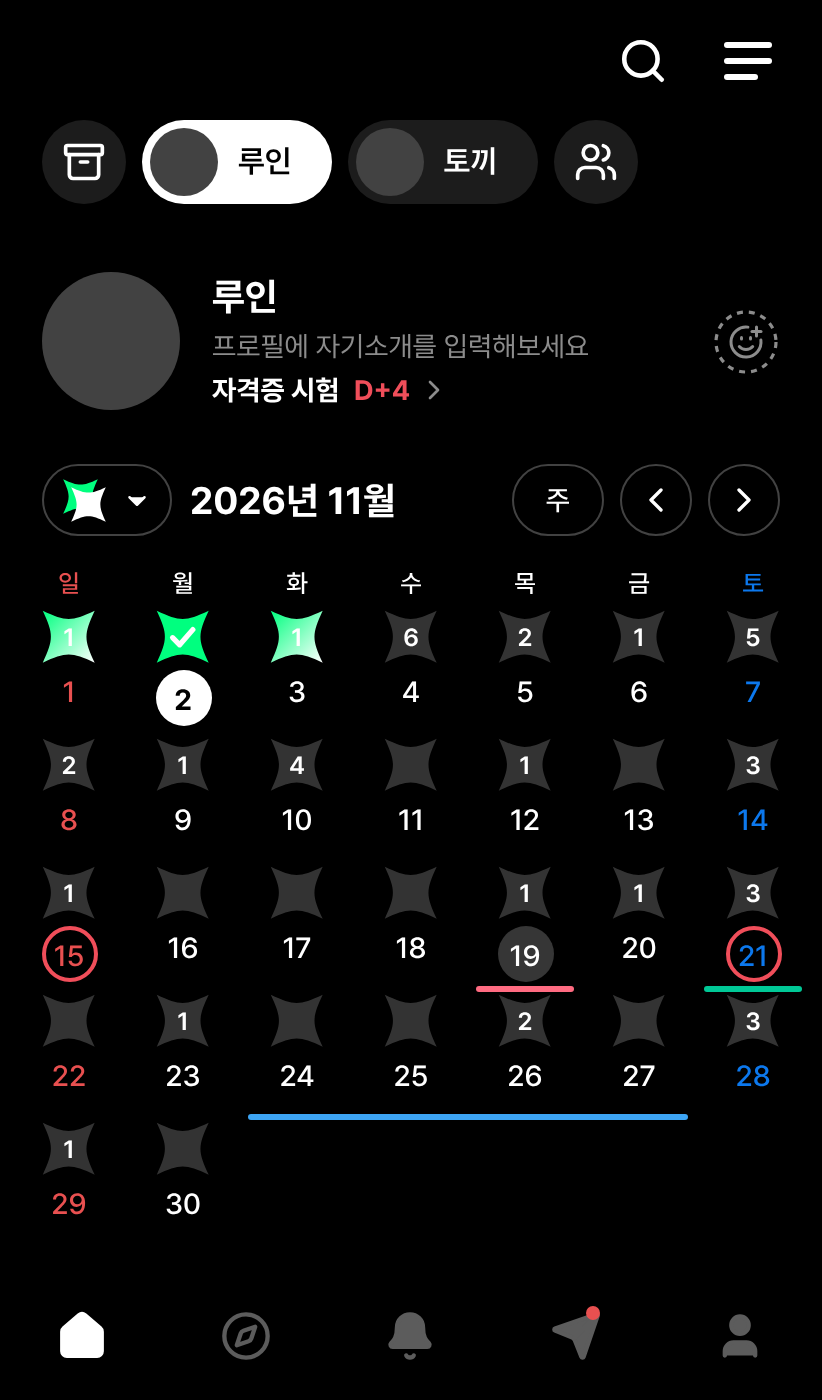 루인 토끼
루인
프로필에 자기소개를 입력해보세요
자격증 시험 D+4
2026년 11월 주
일 월 화 수 목 금 토
1 1 6 2 1 5
1 2 3 4 5 6 7
2 1 4 1 3
8 9 10 11 12 13 14
1 1 1 3
15 16 17 18 19 20 21
1 2 3
22 23 24 25 26 27 28
1
29 30